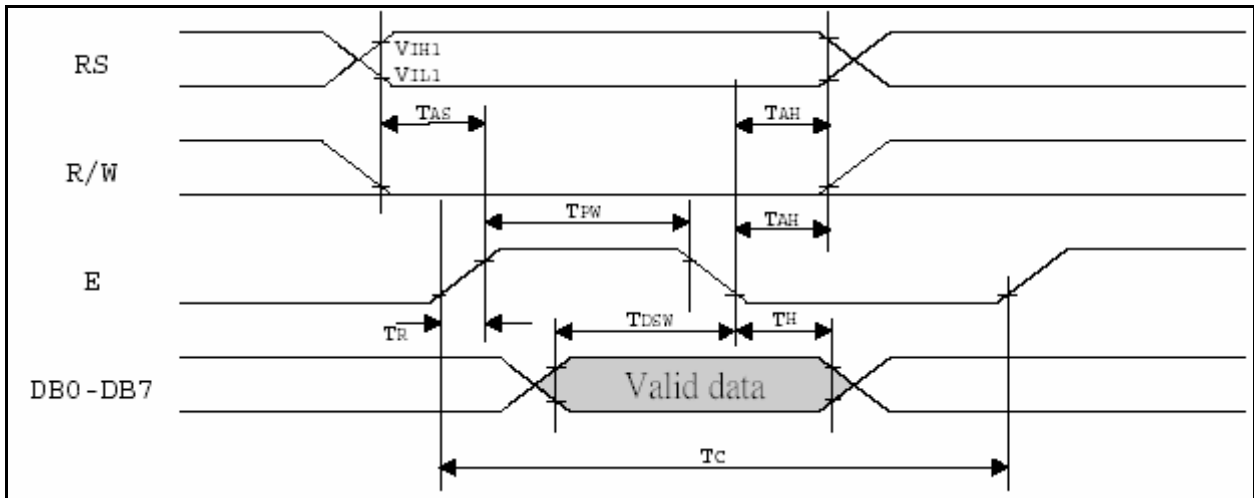 RS
VIH1
VIL1
TAS
TAH
R/W
TPW
TAH
E
TR
TDSW
TH
DB0-DB7
Valid data
TC